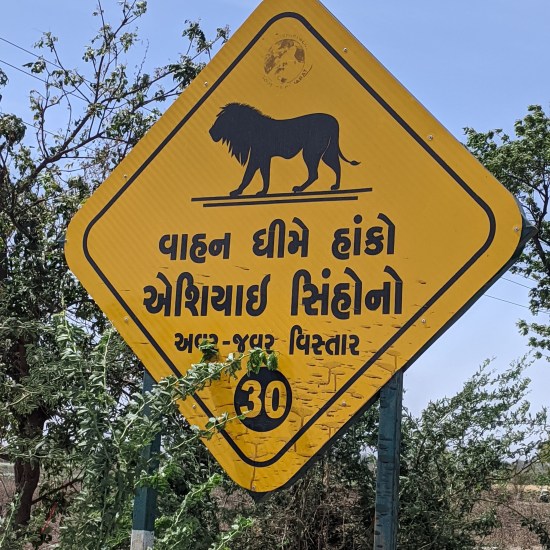 વાહન ધીમે હાંકો
એશિયાઇ સિંહોનો
અવર-જવર વિસ્તાર
30